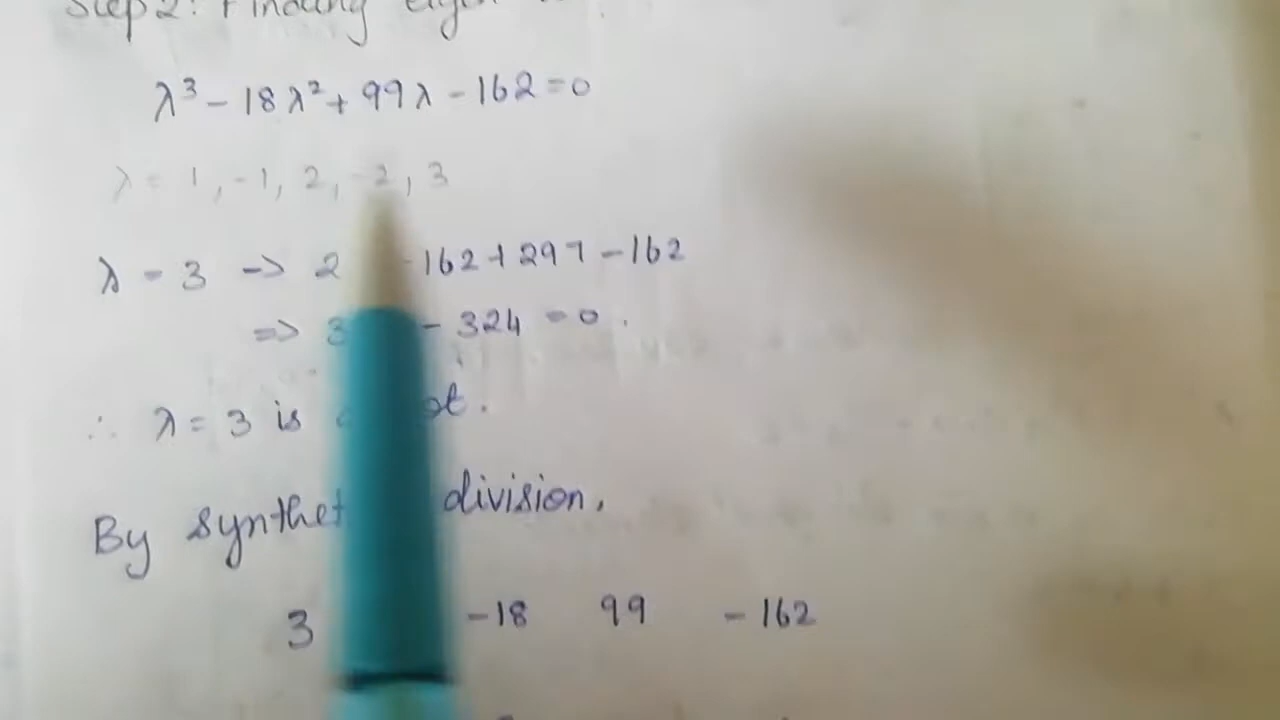 Step 2: Finding eigen
λ³ - 18λ² + 99λ - 162 = 0
λ = 1, -1, 2, -2, 3
λ = 3 -> 2 -162 + 297 - 162
=> 3 - 324 = 0.
∴ λ = 3 is
By division.
3 -18 99 -162